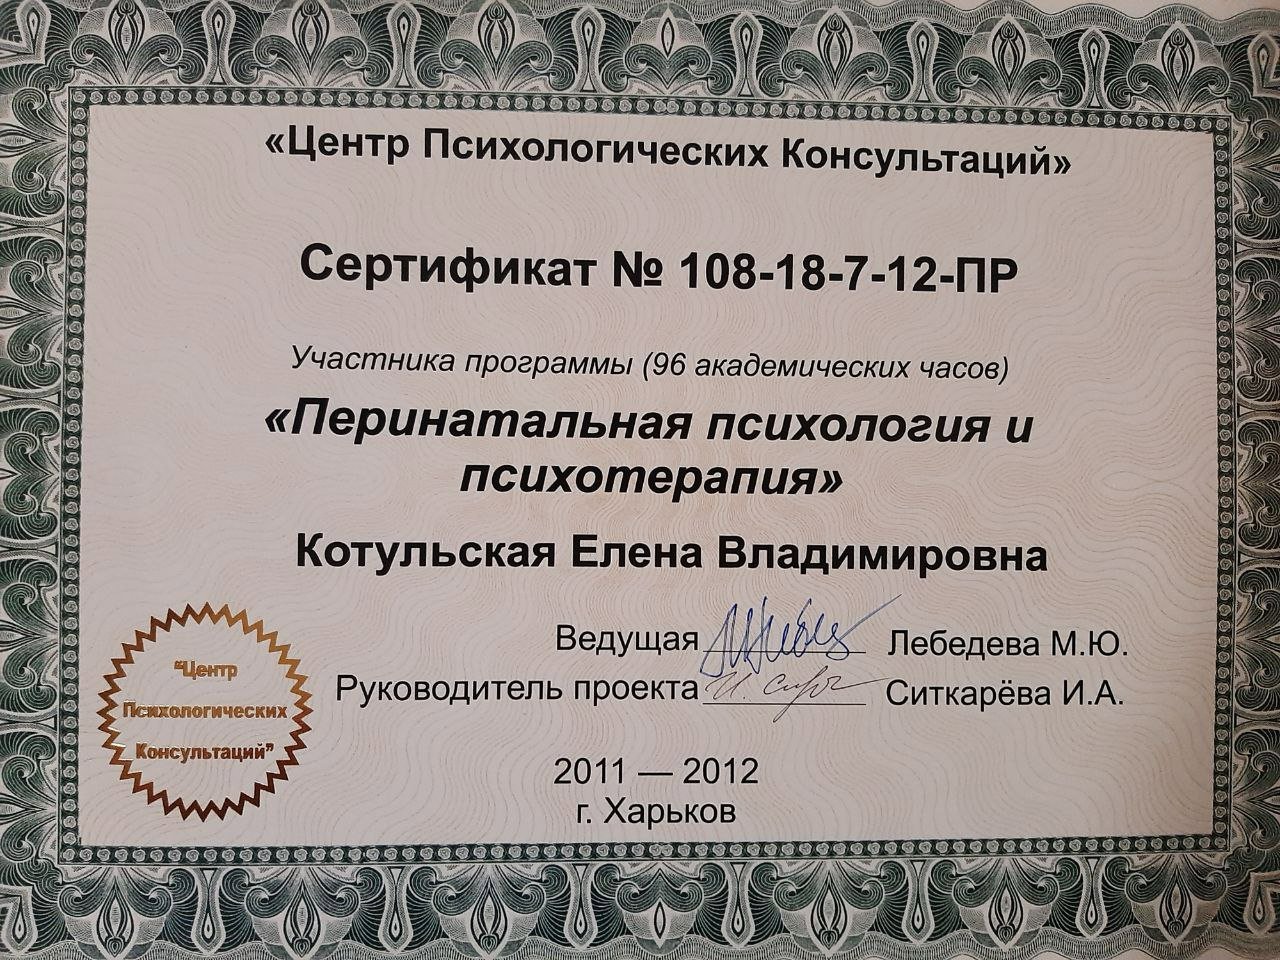 «Центр Психологических Консультаций»
Сертификат № 108-18-7-12-ПР
Участника программы (96 академических часов)
«Перинатальная психология и
психотерапия»
Котульская Елена Владимировна
Ведущая Лебедева М.Ю.
Руководитель проекта Ситкарёва И.А.
"Центр
Психологических
Консультаций"
2011 — 2012
г. Харьков